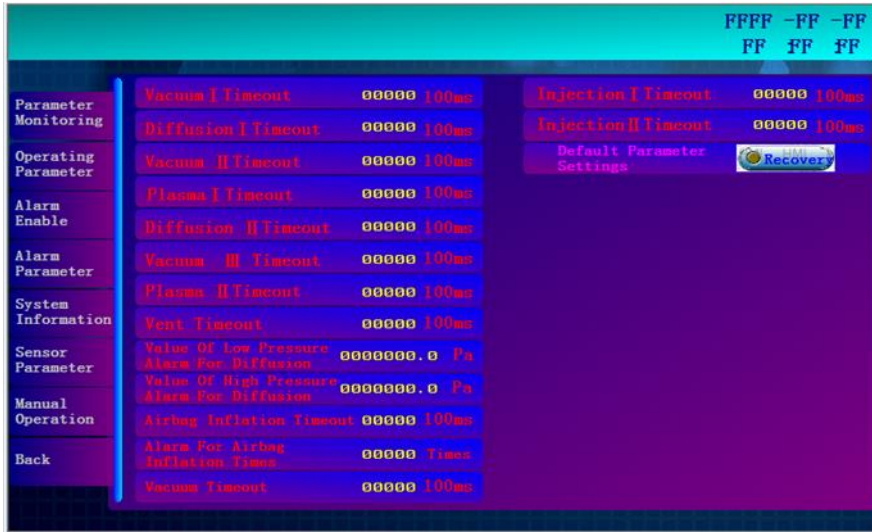 FFFF -FF -FF
FF FF FF
Parameter
Monitoring
Operating
Parameter
Alarm
Enable
Alarm
Parameter
System
Information
Sensor
Parameter
Manual
Operation
Back
Vacuum Ⅰ Timeout 00000 100ms
Diffusion Ⅰ Timeout 00000 100ms
Vacuum Ⅱ Timeout 00000 100ms
Plasma Ⅰ Timeout 00000 100ms
Diffusion Ⅱ Timeout 00000 100ms
Vacuum Ⅲ Timeout 00000 100ms
Plasma Ⅱ Timeout 00000 100ms
Vent Timeout 00000 100ms
Value Of Low Pressure
Alarm For Diffusion 0000000.0 Pa
Value Of High Pressure
Alarm For Diffusion 0000000.0 Pa
Airbag Inflation Timeout 00000 100ms
Alarm For Airbag
Inflation Times 00000 Times
Vacuum Timeout 00000 100ms
Injection Ⅰ Timeout 00000 100ms
Injection Ⅱ Timeout 00000 100ms
Default Parameter
Settings
HMI
Recovery